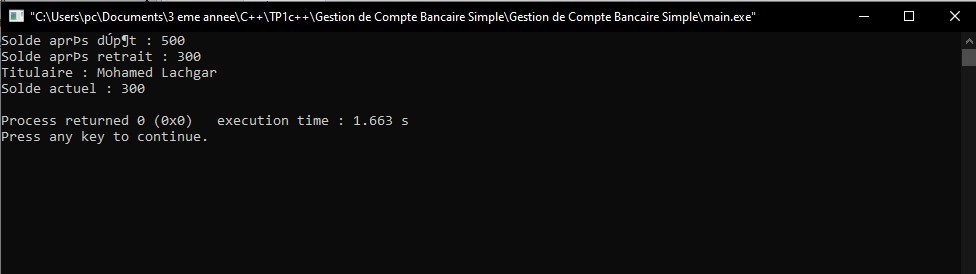 "C:\Users\pc\Documents\3 eme annee\C++\TP1c++\Gestion de Compte Bancaire Simple\Gestion de Compte Bancaire Simple\main.exe"
Solde aprÞs dÚp¶t : 500
Solde aprÞs retrait : 300
Titulaire : Mohamed Lachgar
Solde actuel : 300
Process returned 0 (0x0)   execution time : 1.663 s
Press any key to continue.